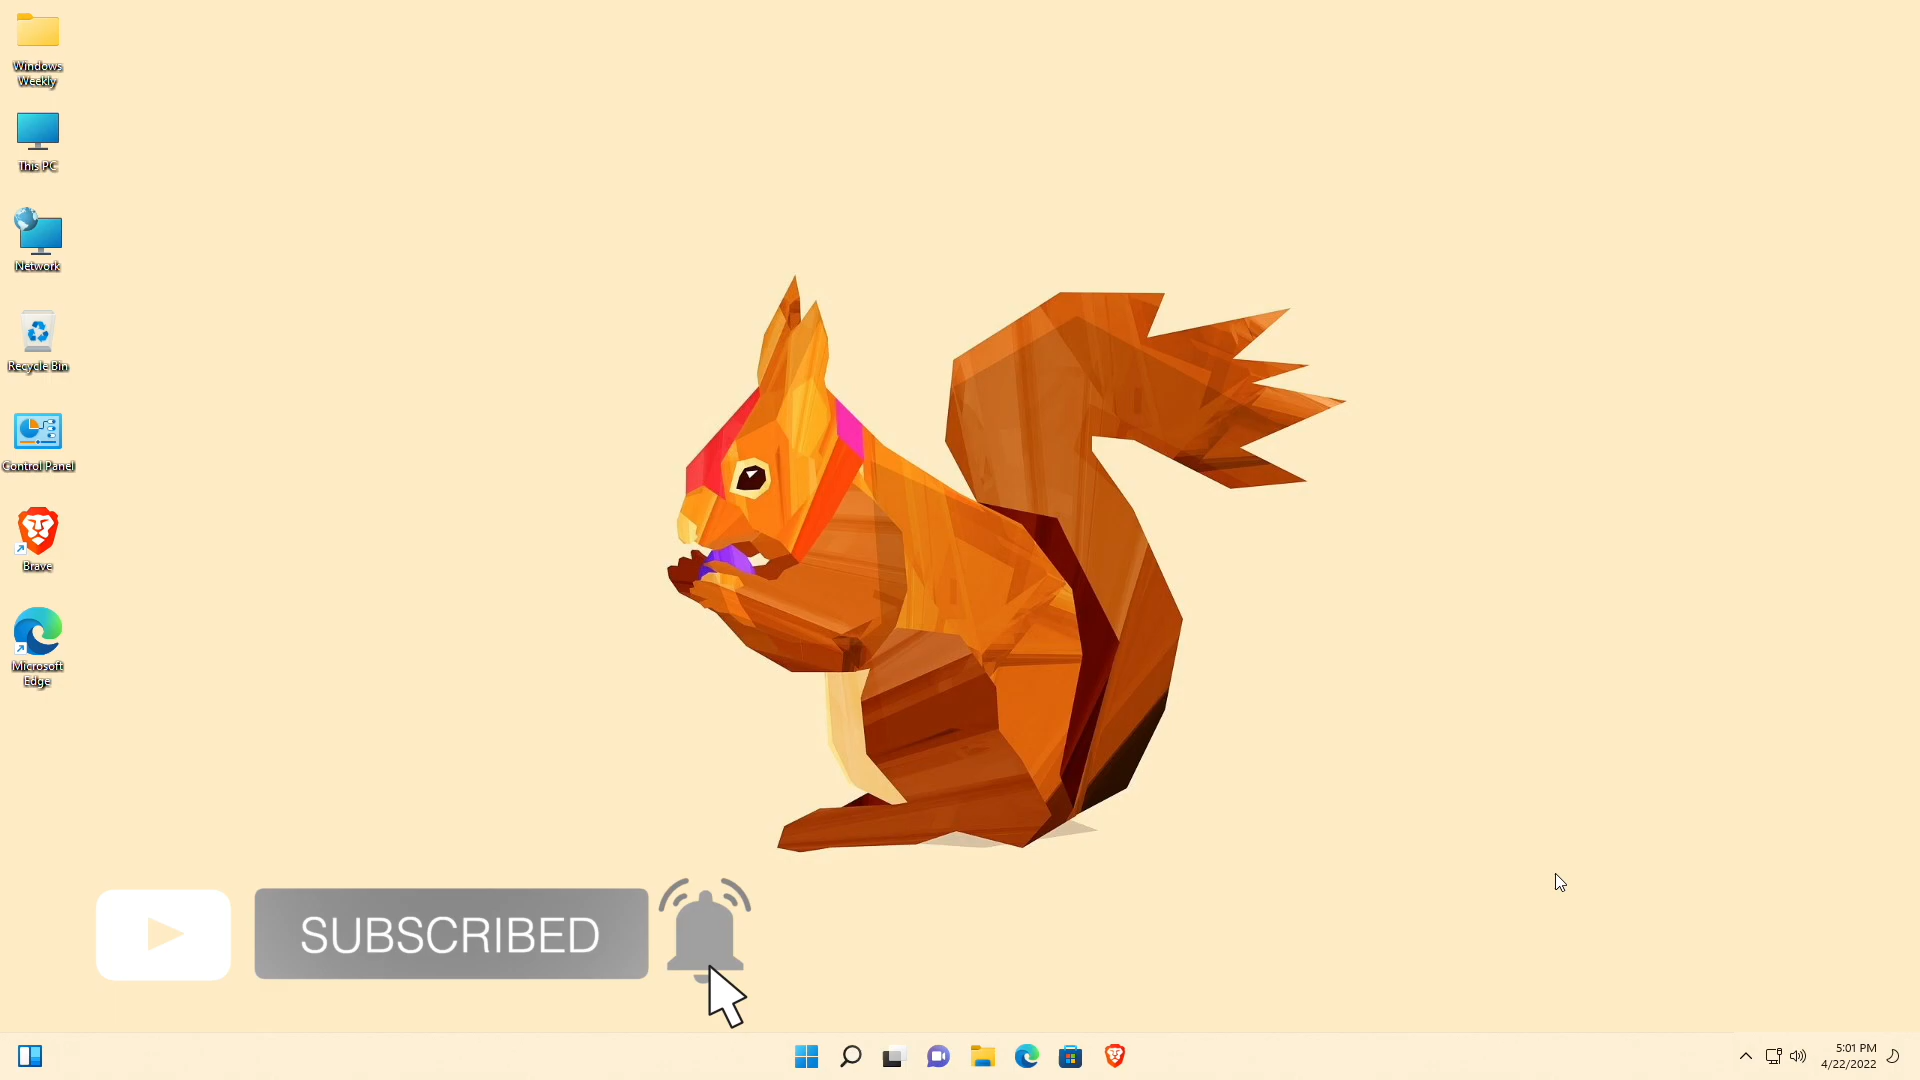 Windows
Weekly
This PC
Network
Recycle Bin
Control Panel
Brave
Microsoft
Edge
SUBSCRIBED
5:01 PM
4/22/2022